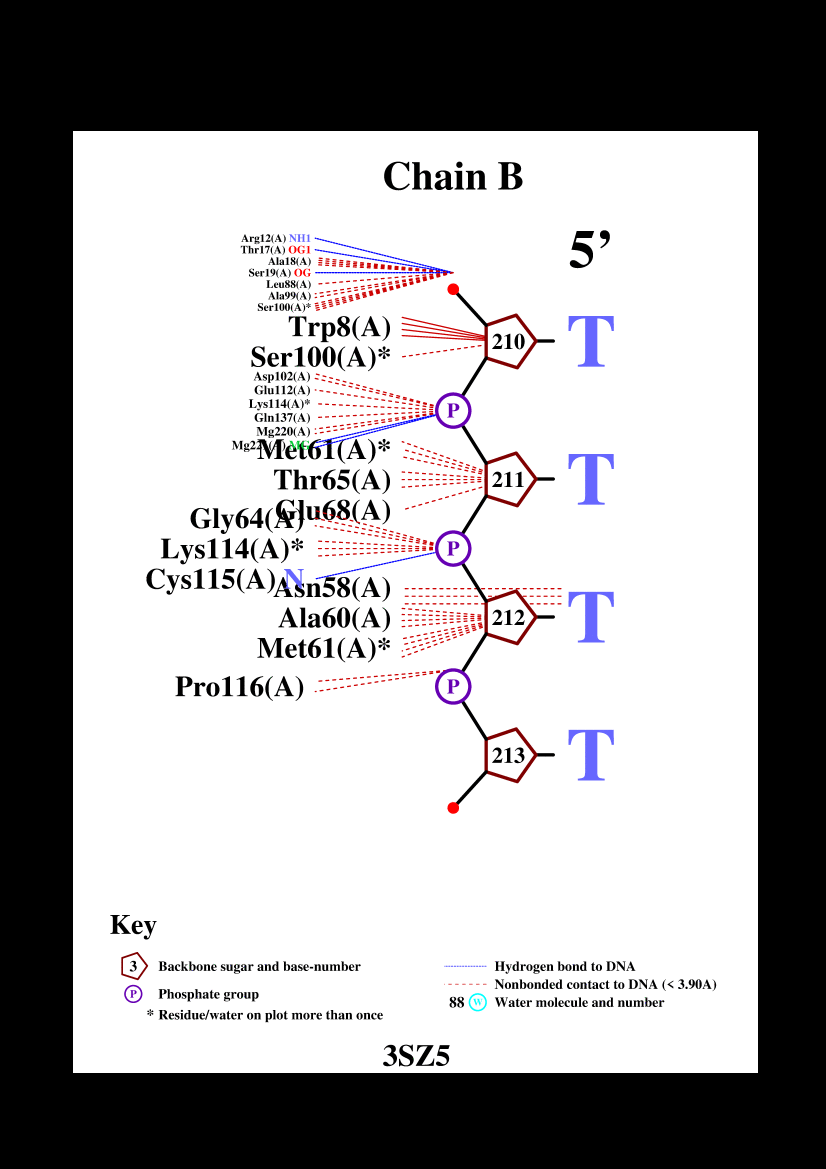 Chain B
5’
Arg12(A) NH1
Thr17(A) OG1
Ala18(A)
Ser19(A) OG
Leu88(A)
Ala99(A)
Ser100(A)*
Trp8(A)
210
T
Ser100(A)*
Asp102(A)
Glu112(A)
Lys114(A)*
P
Gln137(A)
Mg220(A)
Met61(A)*
Thr65(A)
211
T
Glu68(A)
Gly64(A)
Lys114(A)*
P
Cys115(A) N
Asn58(A)
Ala60(A)
212
T
Met61(A)*
Pro116(A)
P
213
T
Key
3 Backbone sugar and base-number
P Phosphate group
* Residue/water on plot more than once
Hydrogen bond to DNA
Nonbonded contact to DNA (< 3.90A)
88 W Water molecule and number
3SZ5